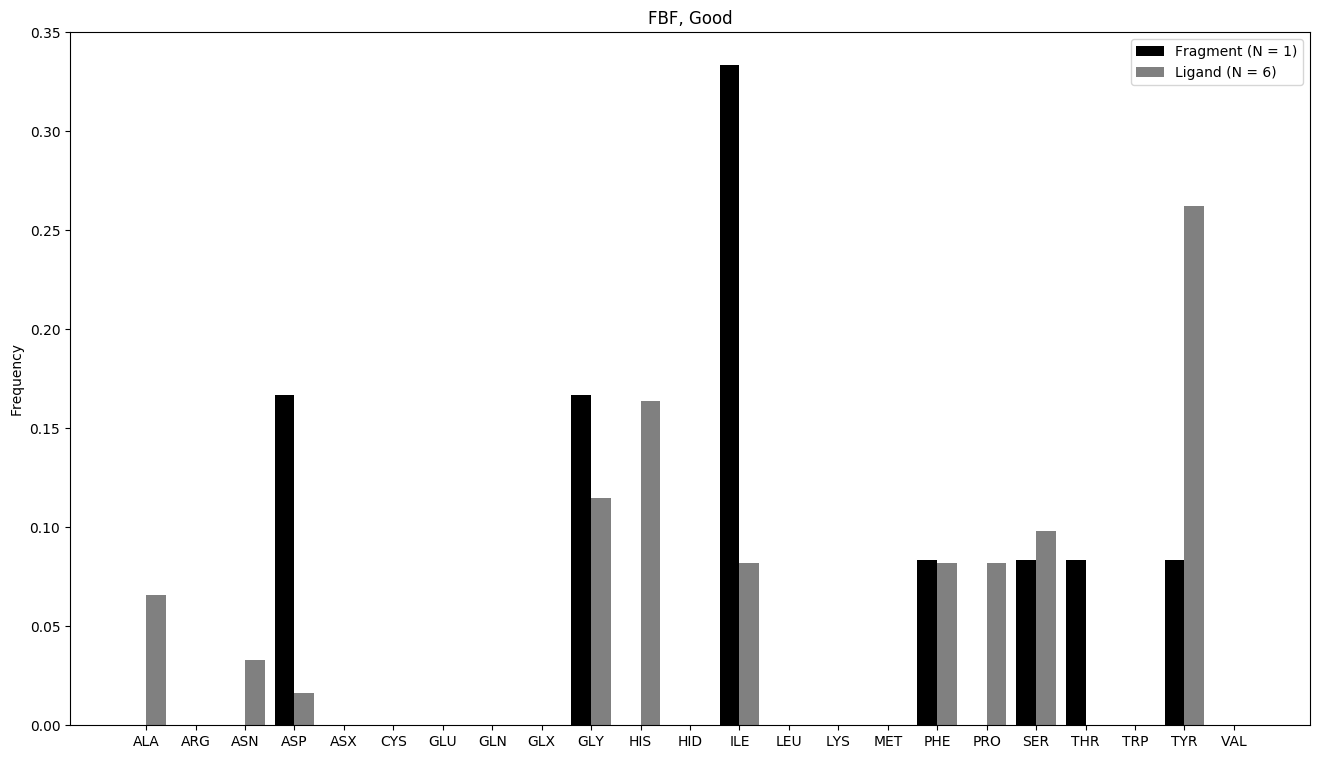 FBF, Good
Fragment (N = 1)
Ligand (N = 6)
Frequency
0.35
0.30
0.25
0.20
0.15
0.10
0.05
0.00
ALA ARG ASN ASP ASX CYS GLU GLN GLX GLY HIS HID ILE LEU LYS MET PHE PRO SER THR TRP TYR VAL